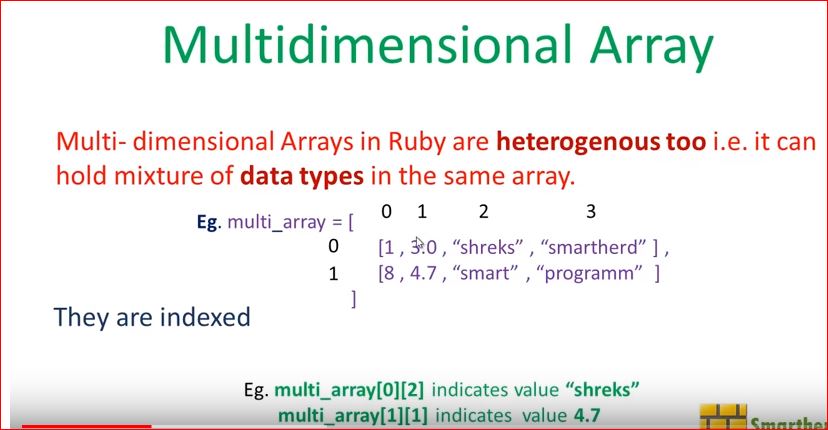 Multidimensional Array
Multi- dimensional Arrays in Ruby are heterogenous too i.e. it can
hold mixture of data types in the same array.
0 1 2 3
Eg. multi_array = [
0 [1 , 3.0 , “shreks” , “smartherd” ] ,
1 [8 , 4.7 , “smart” , “programm” ]
]
They are indexed
Eg. multi_array[0][2] indicates value “shreks”
multi_array[1][1] indicates value 4.7